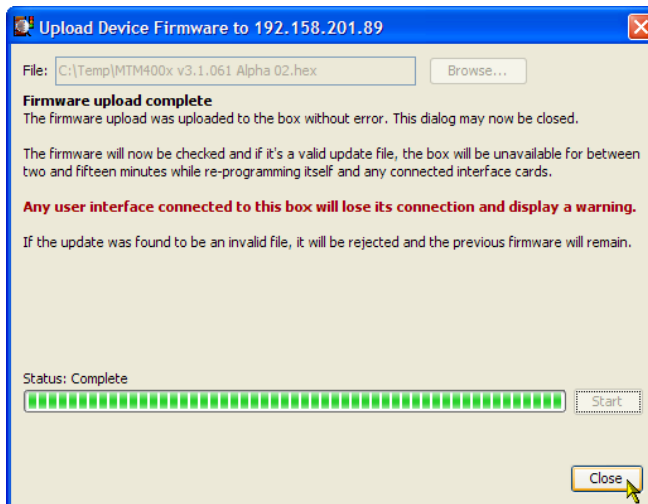 Upload Device Firmware to 192.158.201.89
File: C:\Temp\MTM400x v3.1.061 Alpha 02.hex Browse...
Firmware upload complete
The firmware upload was uploaded to the box without error. This dialog may now be closed.
The firmware will now be checked and if it's a valid update file, the box will be unavailable for between
two and fifteen minutes while re-programming itself and any connected interface cards.
Any user interface connected to this box will lose its connection and display a warning.
If the update was found to be an invalid file, it will be rejected and the previous firmware will remain.
Status: Complete
Start
Close